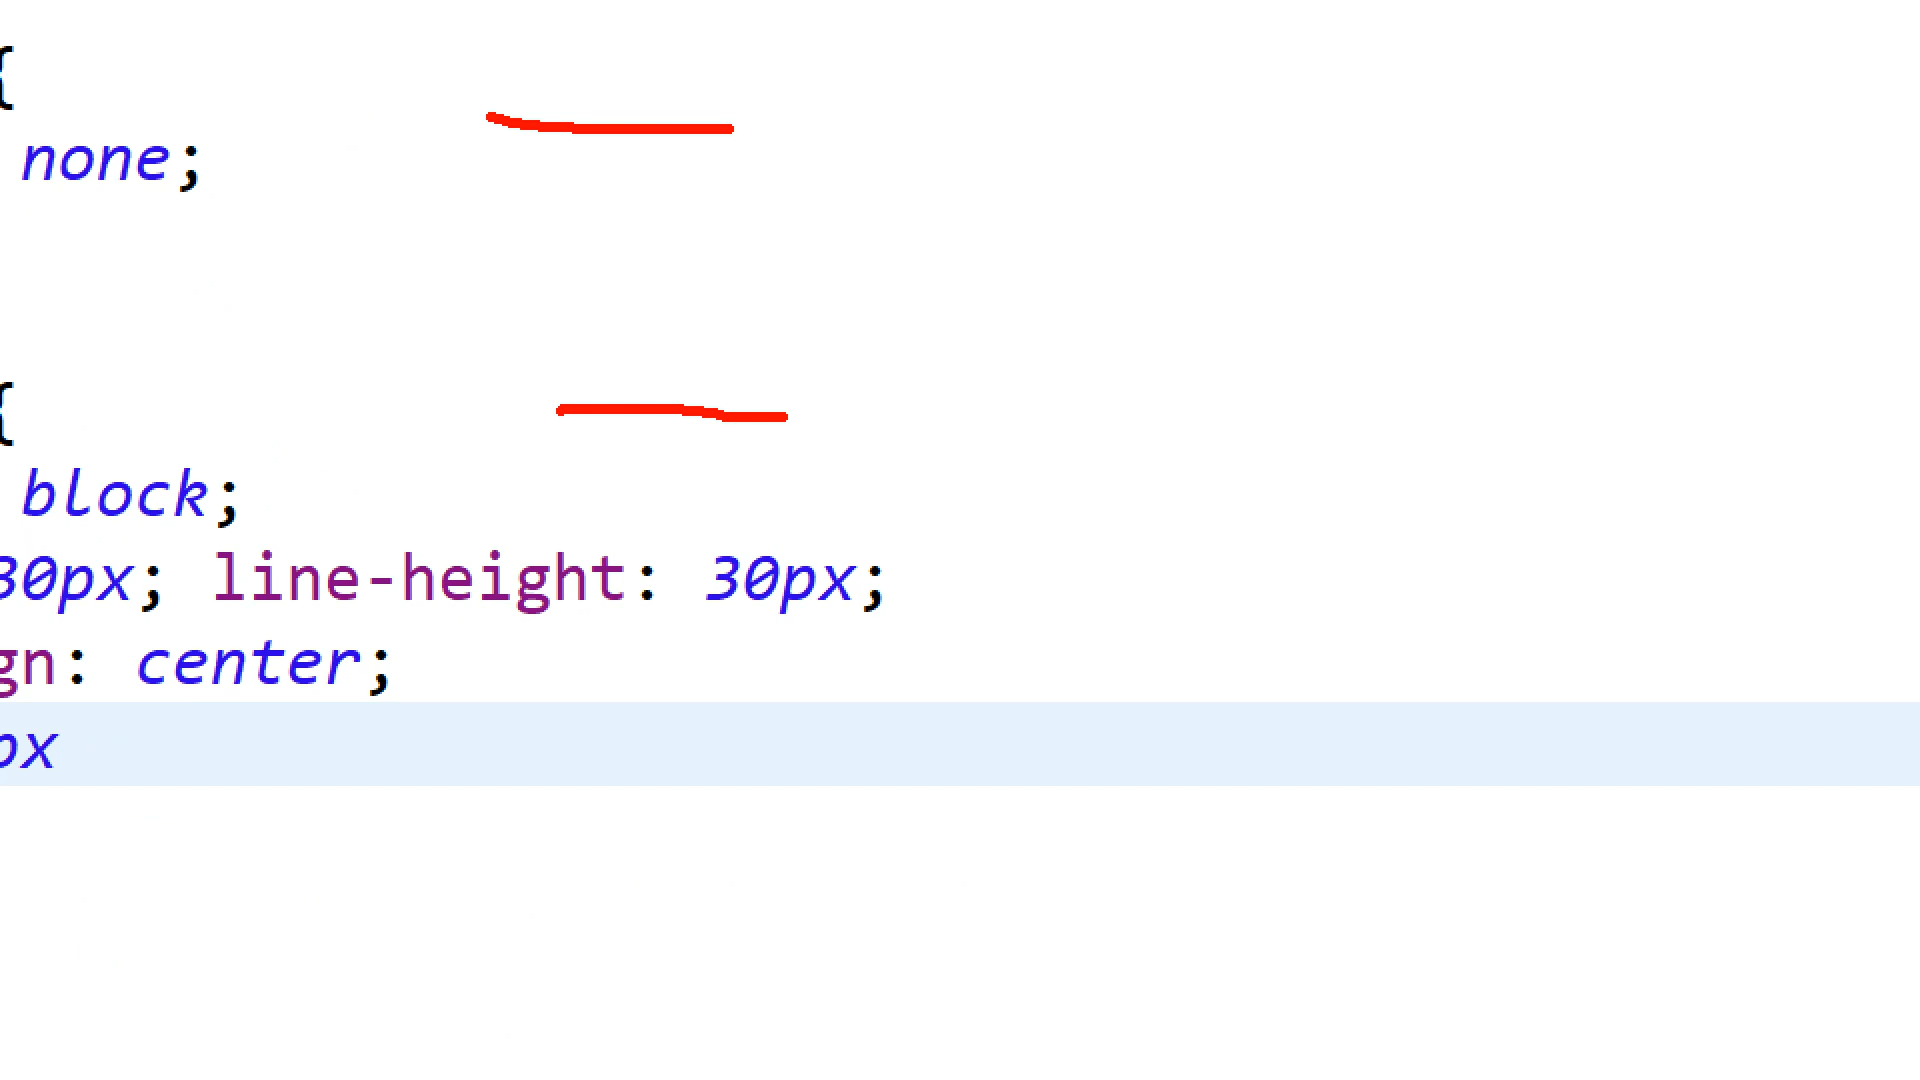 {
none;
{
block;
30px; line-height: 30px;
gn: center;
px